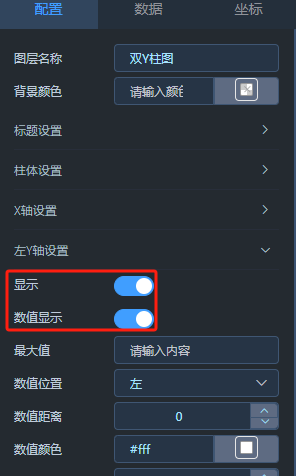 配置 数据 坐标
图层名称 双Y柱图
背景颜色 请输入颜色
标题设置
柱体设置
X轴设置
左Y轴设置
显示
数值显示
最大值 请输入内容
数值位置 左
数值距离 0
数值颜色 #fff